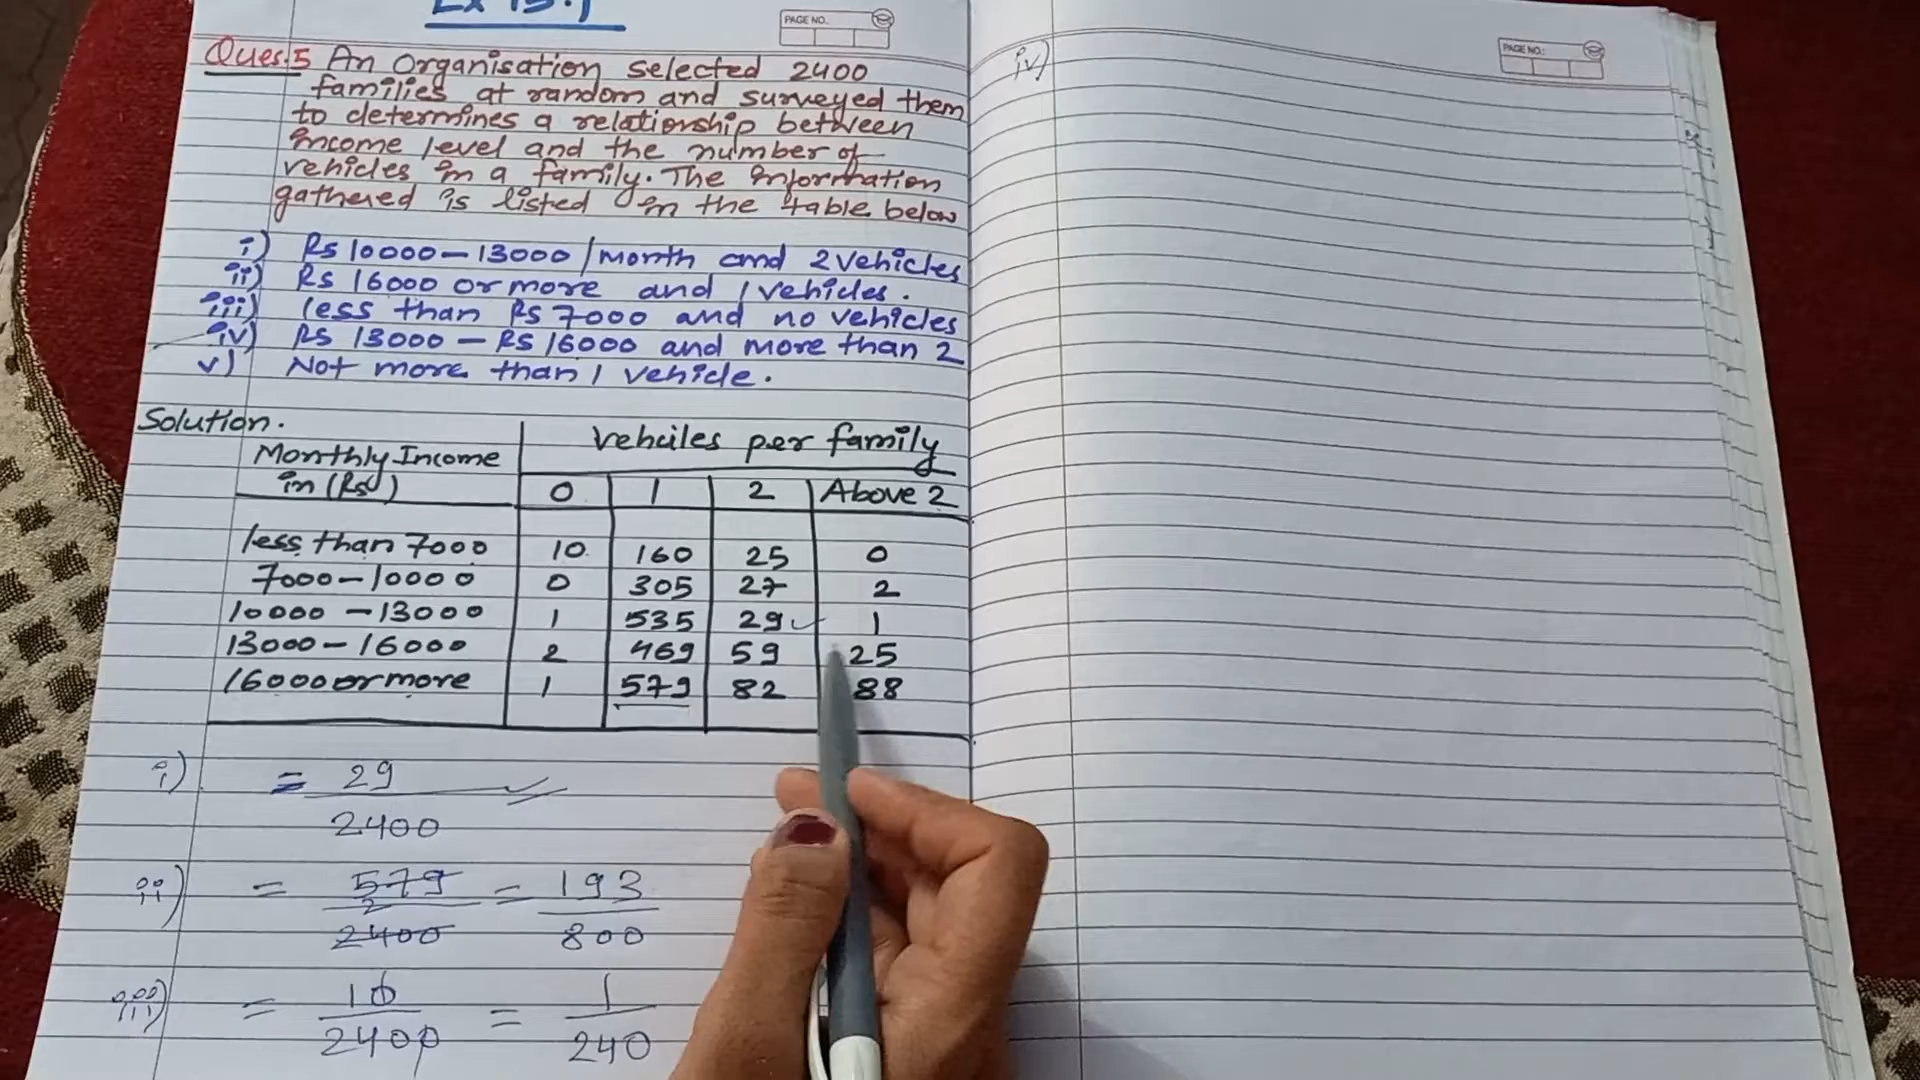 Ex 15.1
PAGE NO.
Ques.5 An Organisation selected 2400
families at random and surveyed them
to determines a relationship between
income level and the number of
vehicles in a family. The Information
gathered is listed in the table below
i) Rs 10000-13000/month and 2 vehicles
ii) Rs 16000 or more and 1 vehicles.
iii) less than Rs 7000 and no vehicles
iv) Rs 13000 - Rs 16000 and more than 2
v) Not more than 1 vehicle.
Solution.
Monthly Income in (Rs) Vehciles per family
0 1 2 Above 2
less than 7000 10 160 25 0
7000-10000 0 305 27 2
10000-13000 1 535 29 ✓ 1
13000-16000 2 469 59 25
16000 or more 1 579 82 88
i) = 29/2400
ii) = 579/2400 = 193/800
iii) = 10/2400 = 1/240
PAGE NO.:
iv)